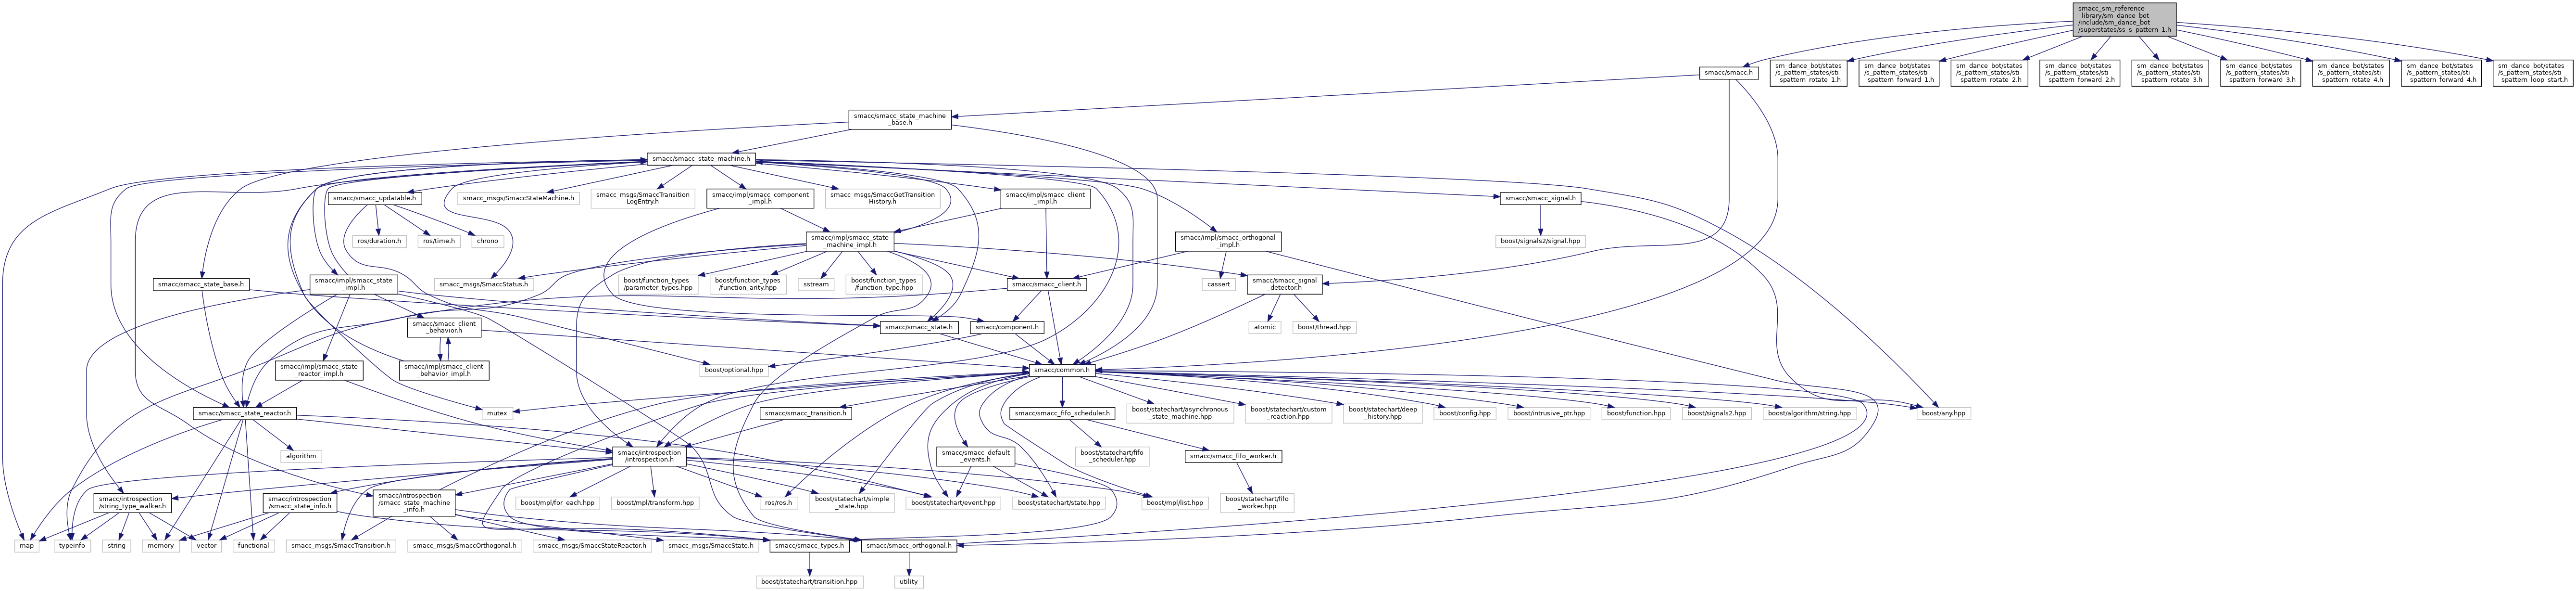 smacc_sm_reference
_library/sm_dance_bot
/include/sm_dance_bot
/superstates/ss_s_pattern_1.h
smacc/smacc.h
sm_dance_bot/states
/s_pattern_states/sti
_spattern_rotate_1.h
sm_dance_bot/states
/s_pattern_states/sti
_spattern_forward_1.h
sm_dance_bot/states
/s_pattern_states/sti
_spattern_rotate_2.h
sm_dance_bot/states
/s_pattern_states/sti
_spattern_forward_2.h
sm_dance_bot/states
/s_pattern_states/sti
_spattern_rotate_3.h
sm_dance_bot/states
/s_pattern_states/sti
_spattern_forward_3.h
sm_dance_bot/states
/s_pattern_states/sti
_spattern_rotate_4.h
sm_dance_bot/states
/s_pattern_states/sti
_spattern_forward_4.h
sm_dance_bot/states
/s_pattern_states/sti
_spattern_loop_start.h
smacc/smacc_state_machine
_base.h
smacc/smacc_state_machine.h
smacc/smacc_updatable.h
smacc_msgs/SmaccStateMachine.h
smacc_msgs/SmaccTransition
LogEntry.h
smacc/impl/smacc_component
_impl.h
smacc_msgs/SmaccGetTransition
History.h
smacc/impl/smacc_client
_impl.h
smacc/smacc_signal.h
ros/duration.h
ros/time.h
chrono
smacc/impl/smacc_state
_machine_impl.h
smacc/impl/smacc_orthogonal
_impl.h
boost/signals2/signal.hpp
smacc/smacc_state_base.h
smacc/impl/smacc_state
_impl.h
smacc_msgs/SmaccStatus.h
boost/function_types
/parameter_types.hpp
boost/function_types
/function_arity.hpp
sstream
boost/function_types
/function_type.hpp
smacc/smacc_client.h
cassert
smacc/smacc_signal
_detector.h
smacc/smacc_client
_behavior.h
smacc/smacc_state.h
smacc/component.h
atomic
boost/thread.hpp
smacc/impl/smacc_state
_reactor_impl.h
smacc/impl/smacc_client
_behavior_impl.h
boost/optional.hpp
smacc/common.h
smacc/smacc_state_reactor.h
mutex
smacc/smacc_transition.h
smacc/smacc_fifo_scheduler.h
boost/statechart/asynchronous
_state_machine.hpp
boost/statechart/custom
_reaction.hpp
boost/statechart/deep
_history.hpp
boost/config.hpp
boost/intrusive_ptr.hpp
boost/function.hpp
boost/signals2.hpp
boost/algorithm/string.hpp
boost/any.hpp
algorithm
smacc/introspection
/introspection.h
smacc/smacc_default
_events.h
boost/statechart/fifo
_scheduler.hpp
smacc/smacc_fifo_worker.h
smacc/introspection
/string_type_walker.h
smacc/introspection
/smacc_state_info.h
smacc/introspection
/smacc_state_machine
_info.h
boost/mpl/for_each.hpp
boost/mpl/transform.hpp
ros/ros.h
boost/statechart/simple
_state.hpp
boost/statechart/event.hpp
boost/statechart/state.hpp
boost/mpl/list.hpp
boost/statechart/fifo
_worker.hpp
map
typeinfo
string
memory
vector
functional
smacc_msgs/SmaccTransition.h
smacc_msgs/SmaccOrthogonal.h
smacc_msgs/SmaccStateReactor.h
smacc_msgs/SmaccState.h
smacc/smacc_types.h
smacc/smacc_orthogonal.h
boost/statechart/transition.hpp
utility